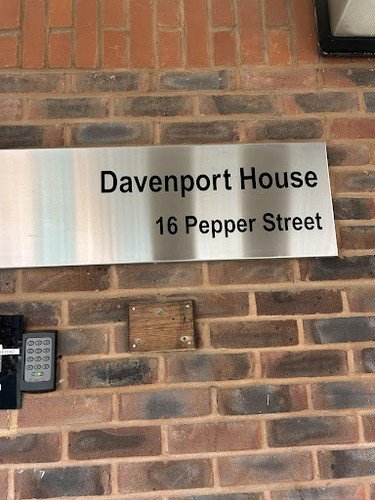 Davenport House
16 Pepper Street